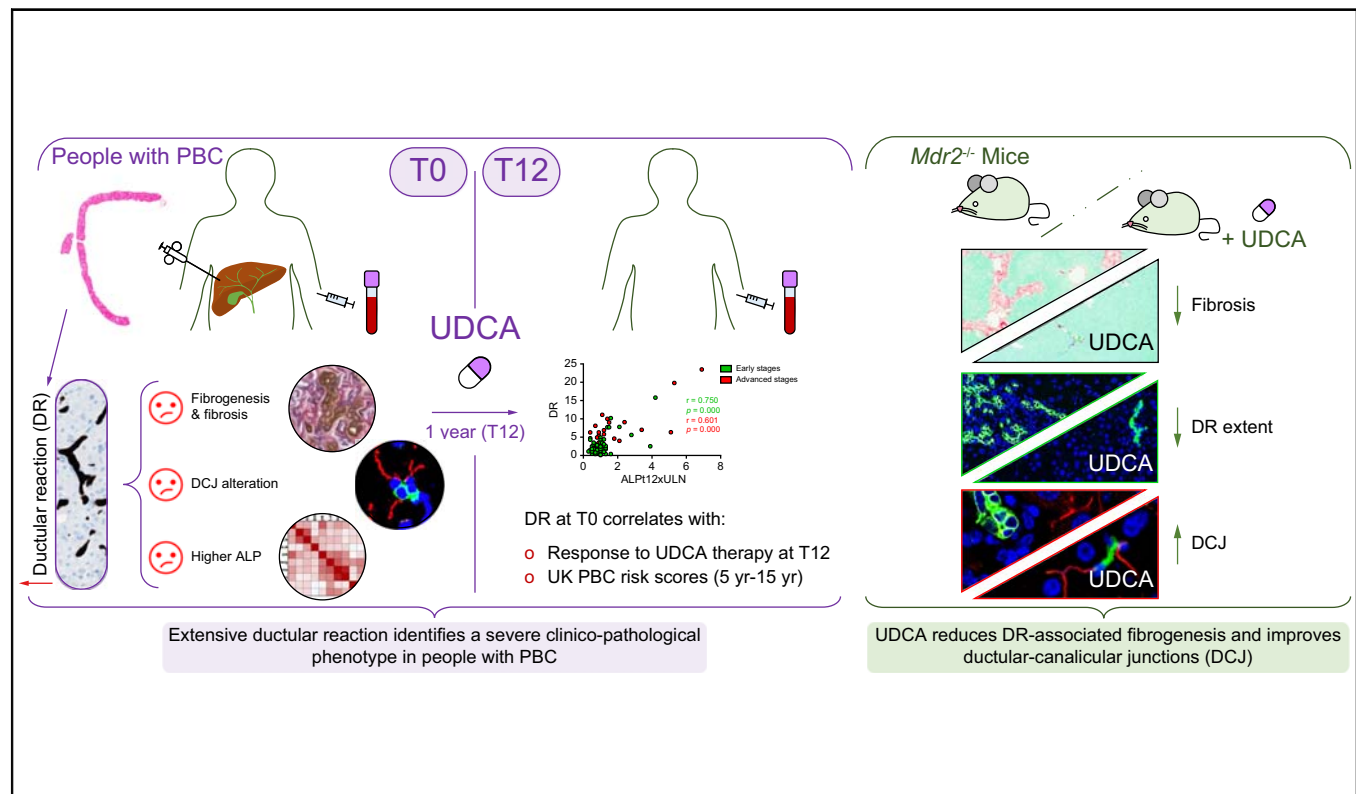 People with PBC
T0
T12
Ductular reaction (DR)
Fibrogenesis
& fibrosis
DCJ alteration
Higher ALP
UDCA
1 year (T12)
25
20
15
10
5
0
DR
0
2
4
6
8
ALPt12xULN
Early stages
Advanced stages
r = 0.750
p = 0.000
r = 0.601
p = 0.000
DR at T0 correlates with:
o Response to UDCA therapy at T12
o UK PBC risk scores (5 yr-15 yr)
Extensive ductular reaction identifies a severe clinico-pathological
phenotype in people with PBC
Mdr2-/- Mice
+ UDCA
UDCA
↓ Fibrosis
UDCA
↓ DR extent
UDCA
↑ DCJ
UDCA reduces DR-associated fibrogenesis and improves
ductular-canalicular junctions (DCJ)